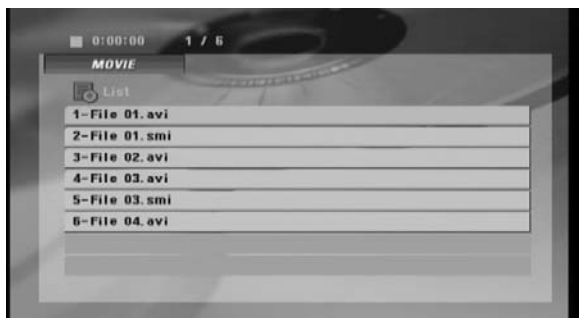 0:00:00 1 / 6
MOVIE
List
1-File 01.avi
2-File 01.smi
3-File 02.avi
4-File 03.avi
5-File 03.smi
6-File 04.avi